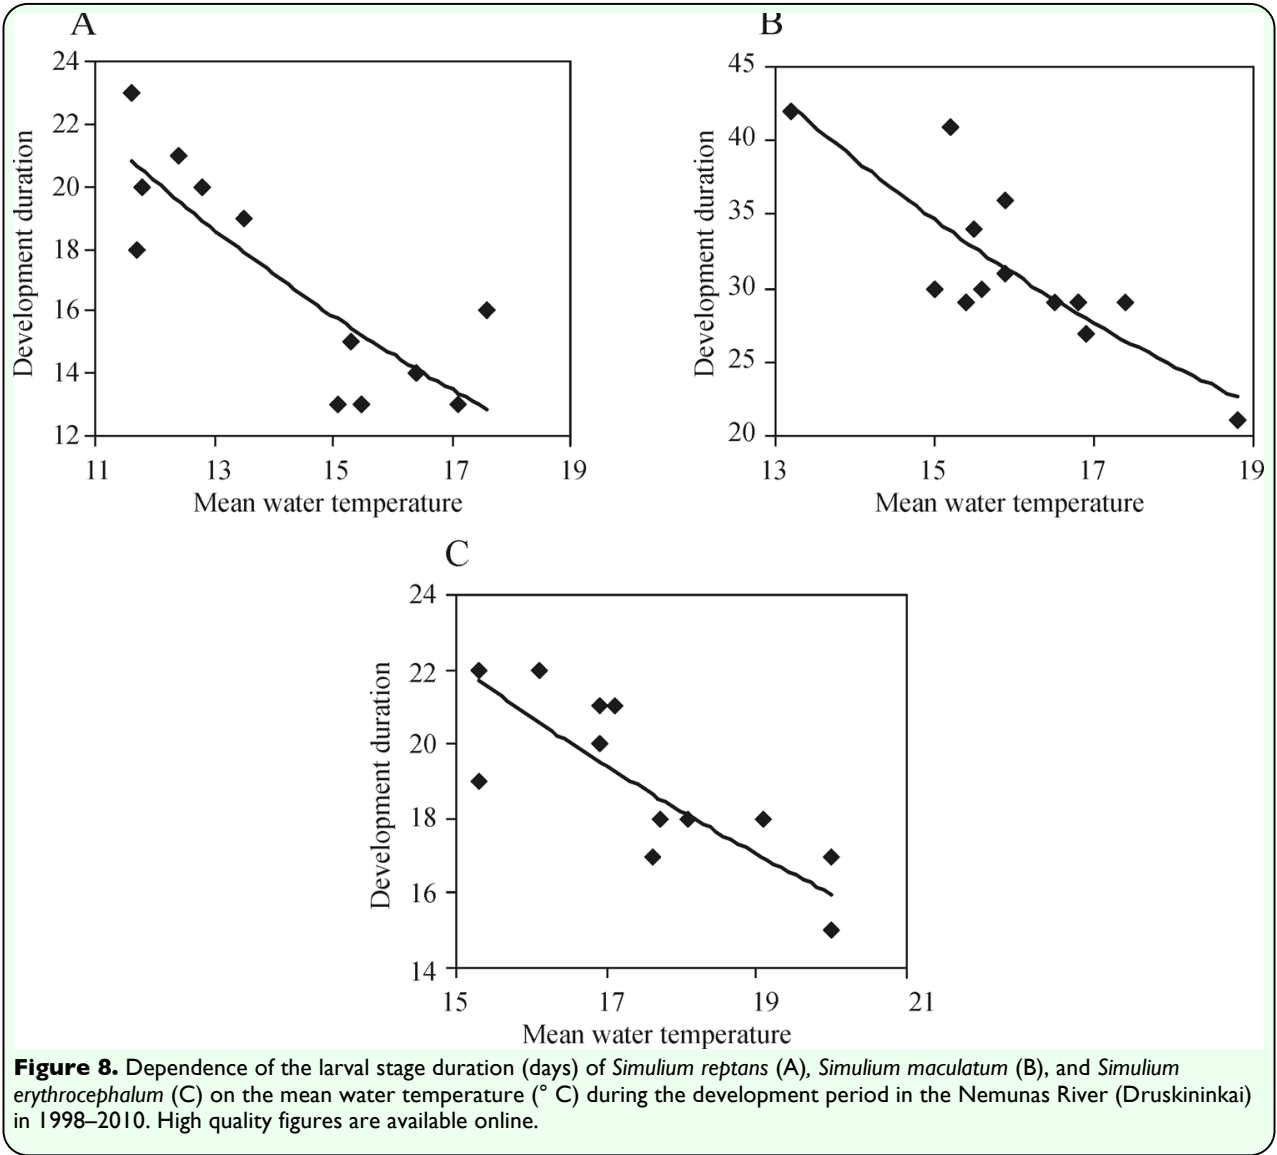 A
24
22
20
18
16
14
12
11 13 15 17 19
Development duration
Mean water temperature
B
45
40
35
30
25
20
13 15 17 19
Development duration
Mean water temperature
C
24
22
20
18
16
14
15 17 19 21
Development duration
Mean water temperature
Figure 8. Dependence of the larval stage duration (days) of Simulium reptans (A), Simulium maculatum (B), and Simulium
erythrocephalum (C) on the mean water temperature (° C) during the development period in the Nemunas River (Druskininkai)
in 1998–2010. High quality figures are available online.